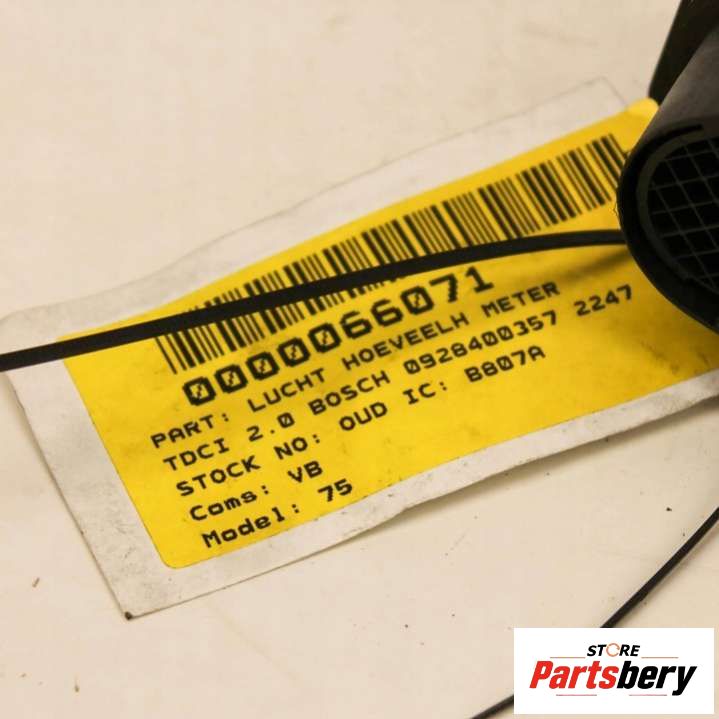 0000066071
PART: LUCHT HOEVEELH METER
TDCI 2.0 BOSCH 0928400357 2247
STOCK NO: OUD IC: B807A
Coms: VB
Model: 75
STORE
Partsbery